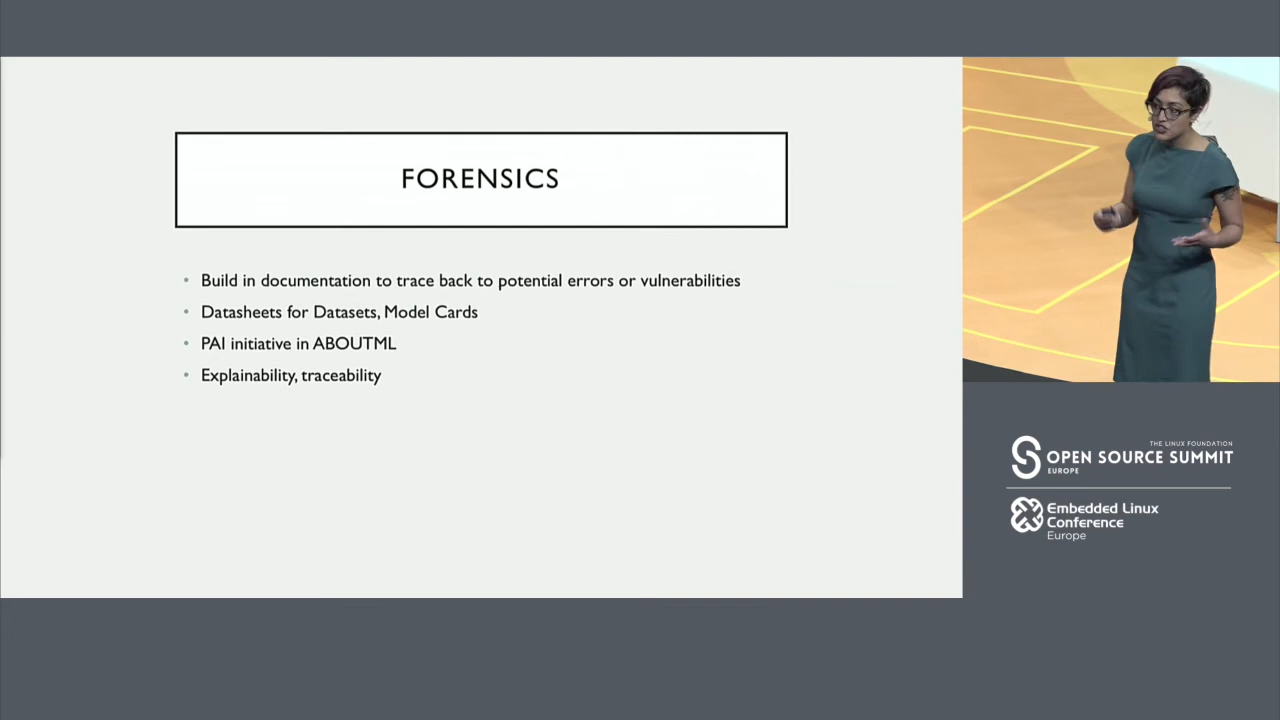 FORENSICS
• Build in documentation to trace back to potential errors or vulnerabilities
• Datasheets for Datasets, Model Cards
• PAI initiative in ABOUTML
• Explainability, traceability
THE LINUX FOUNDATION
OPEN SOURCE SUMMIT
EUROPE
Embedded Linux
Conference
Europe